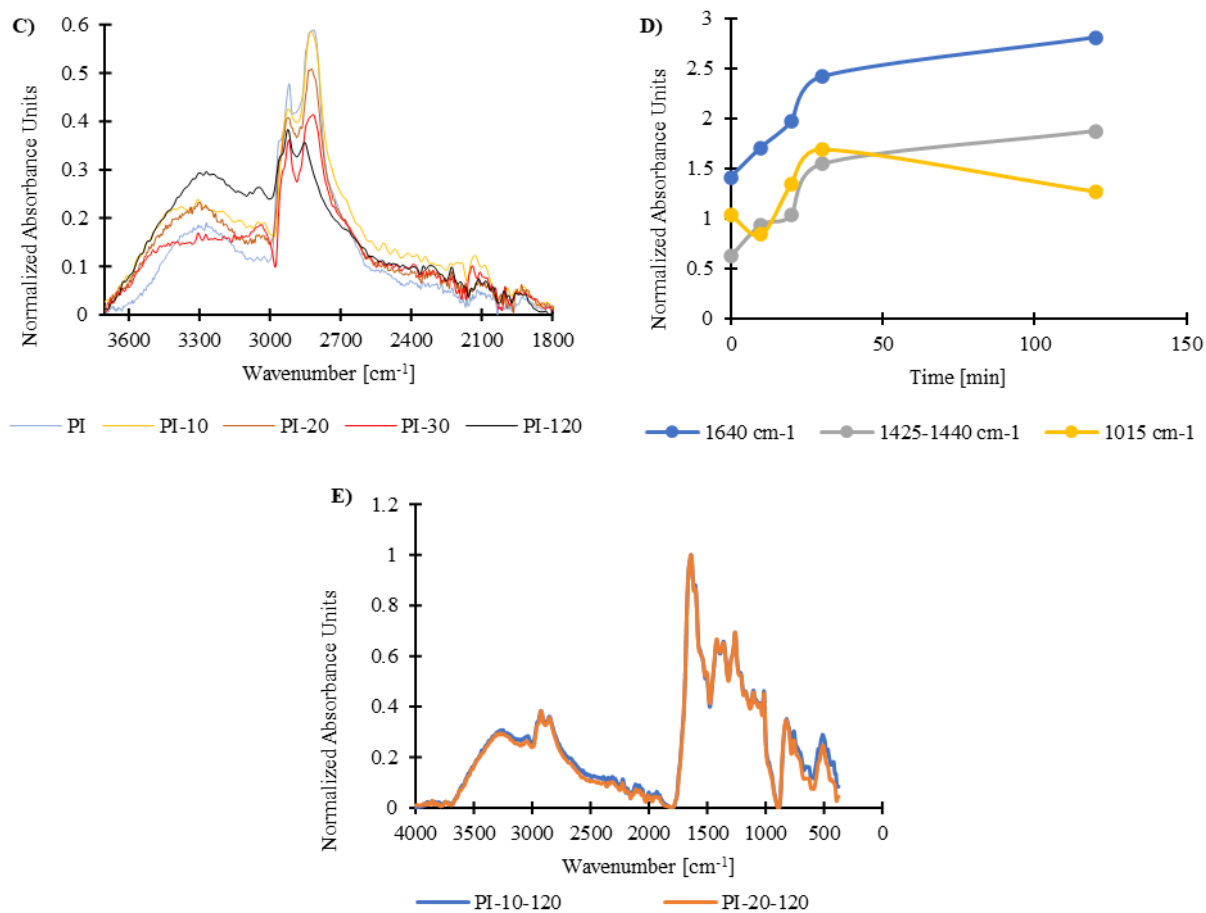 C)
0.6
0.5
0.4
0.3
0.2
0.1
0
Normalized Absorbance Units
3600 3300 3000 2700 2400 2100 1800
Wavenumber [cm-1]
PI PI-10 PI-20 PI-30 PI-120
D)
3
2.5
2
1.5
1
0.5
0
Normalized Absorbance Units
0 50 100 150
Time [min]
1640 cm-1 1425-1440 cm-1 1015 cm-1
E)
1.2
1
0.8
0.6
0.4
0.2
0
Normalized Absorbance Units
4000 3500 3000 2500 2000 1500 1000 500 0
Wavenumber [cm-1]
PI-10-120 PI-20-120